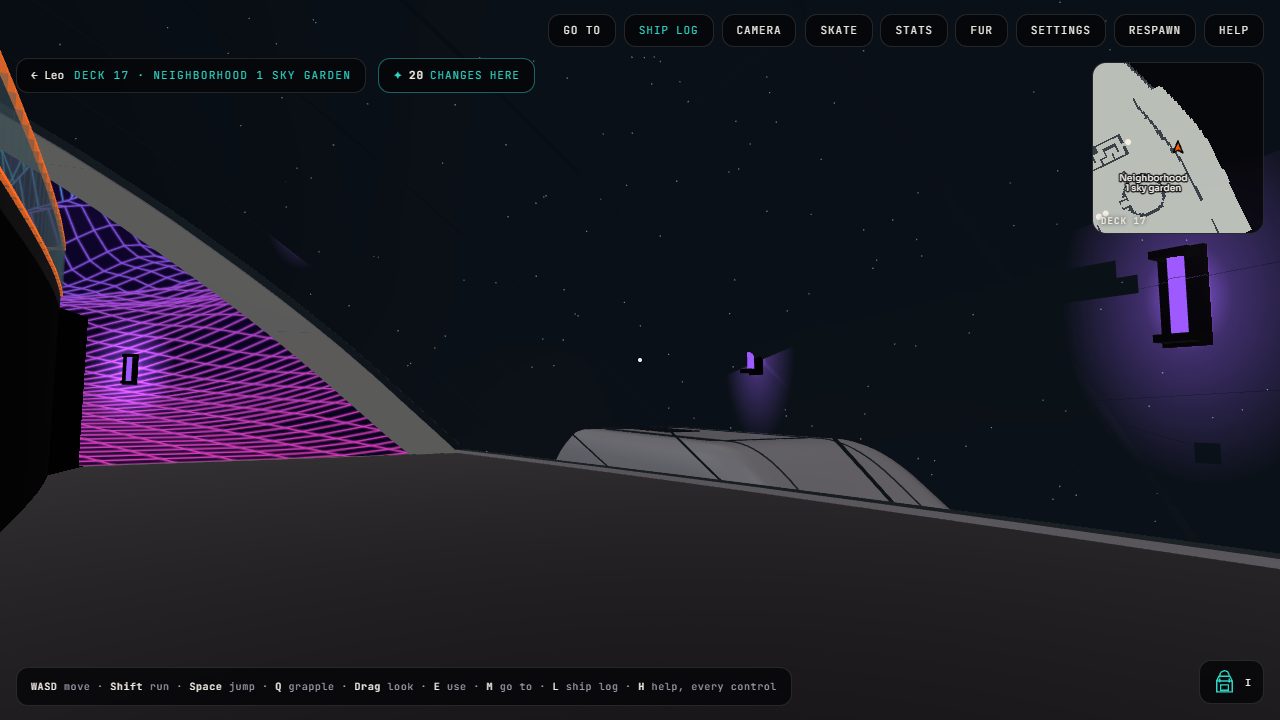 GO TO
SHIP LOG
CAMERA
SKATE
STATS
FUR
SETTINGS
RESPAWN
HELP
← Leo DECK 17 · NEIGHBORHOOD 1 SKY GARDEN
✦ 20 CHANGES HERE
Neighborhood
1 sky garden
DECK 17
WASD move · Shift run · Space jump · Q grapple · Drag look · E use · M go to · L ship log · H help, every control
I